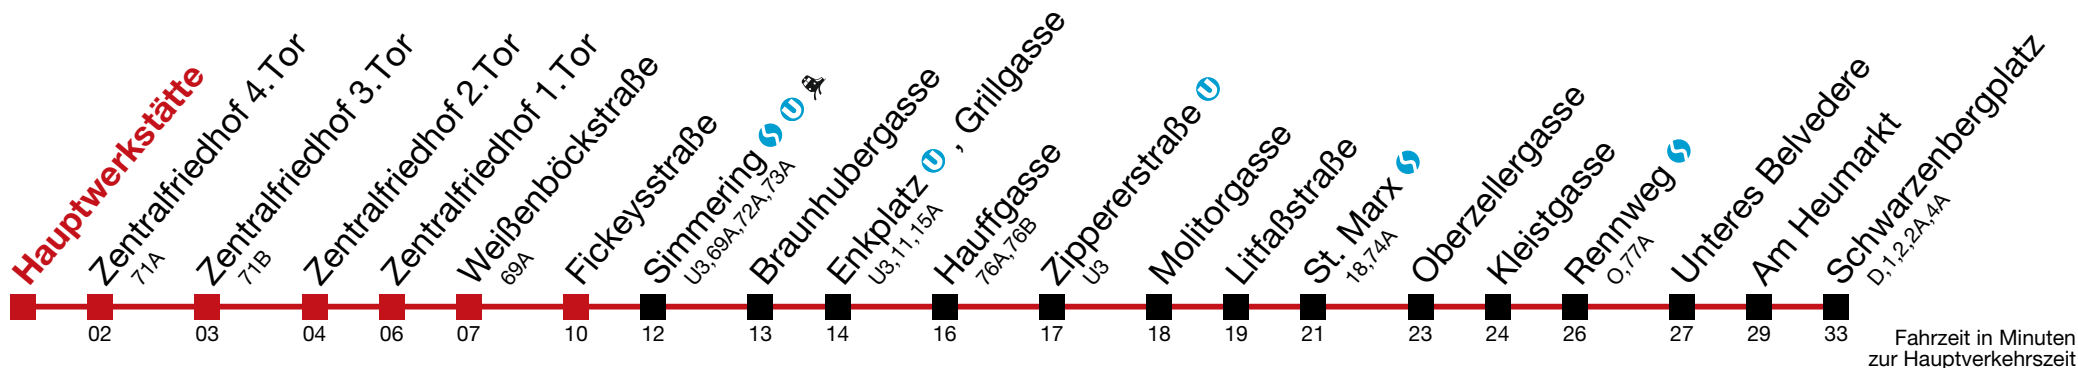 Hauptwerkstätte
Zentralfriedhof 4.Tor
71A
02
Zentralfriedhof 3.Tor
71B
03
Zentralfriedhof 2.Tor
04
Zentralfriedhof 1.Tor
06
Weißenböckstraße
69A
07
Fickeysstraße
10
Simmering S U
U3,69A,72A,73A
12
Braunhubergasse
13
Enkplatz U , Grillgasse
U3,11,15A
14
Hauffgasse
76A,76B
16
Zippererstraße U
U3
17
Molitorgasse
18
Litfaßstraße
19
St. Marx S
18,74A
21
Oberzellergasse
23
Kleistgasse
24
Rennweg S
O,77A
26
Unteres Belvedere
27
Am Heumarkt
29
Schwarzenbergplatz
D,1,2,2A,4A
33
Fahrzeit in Minuten
zur Hauptverkehrszeit